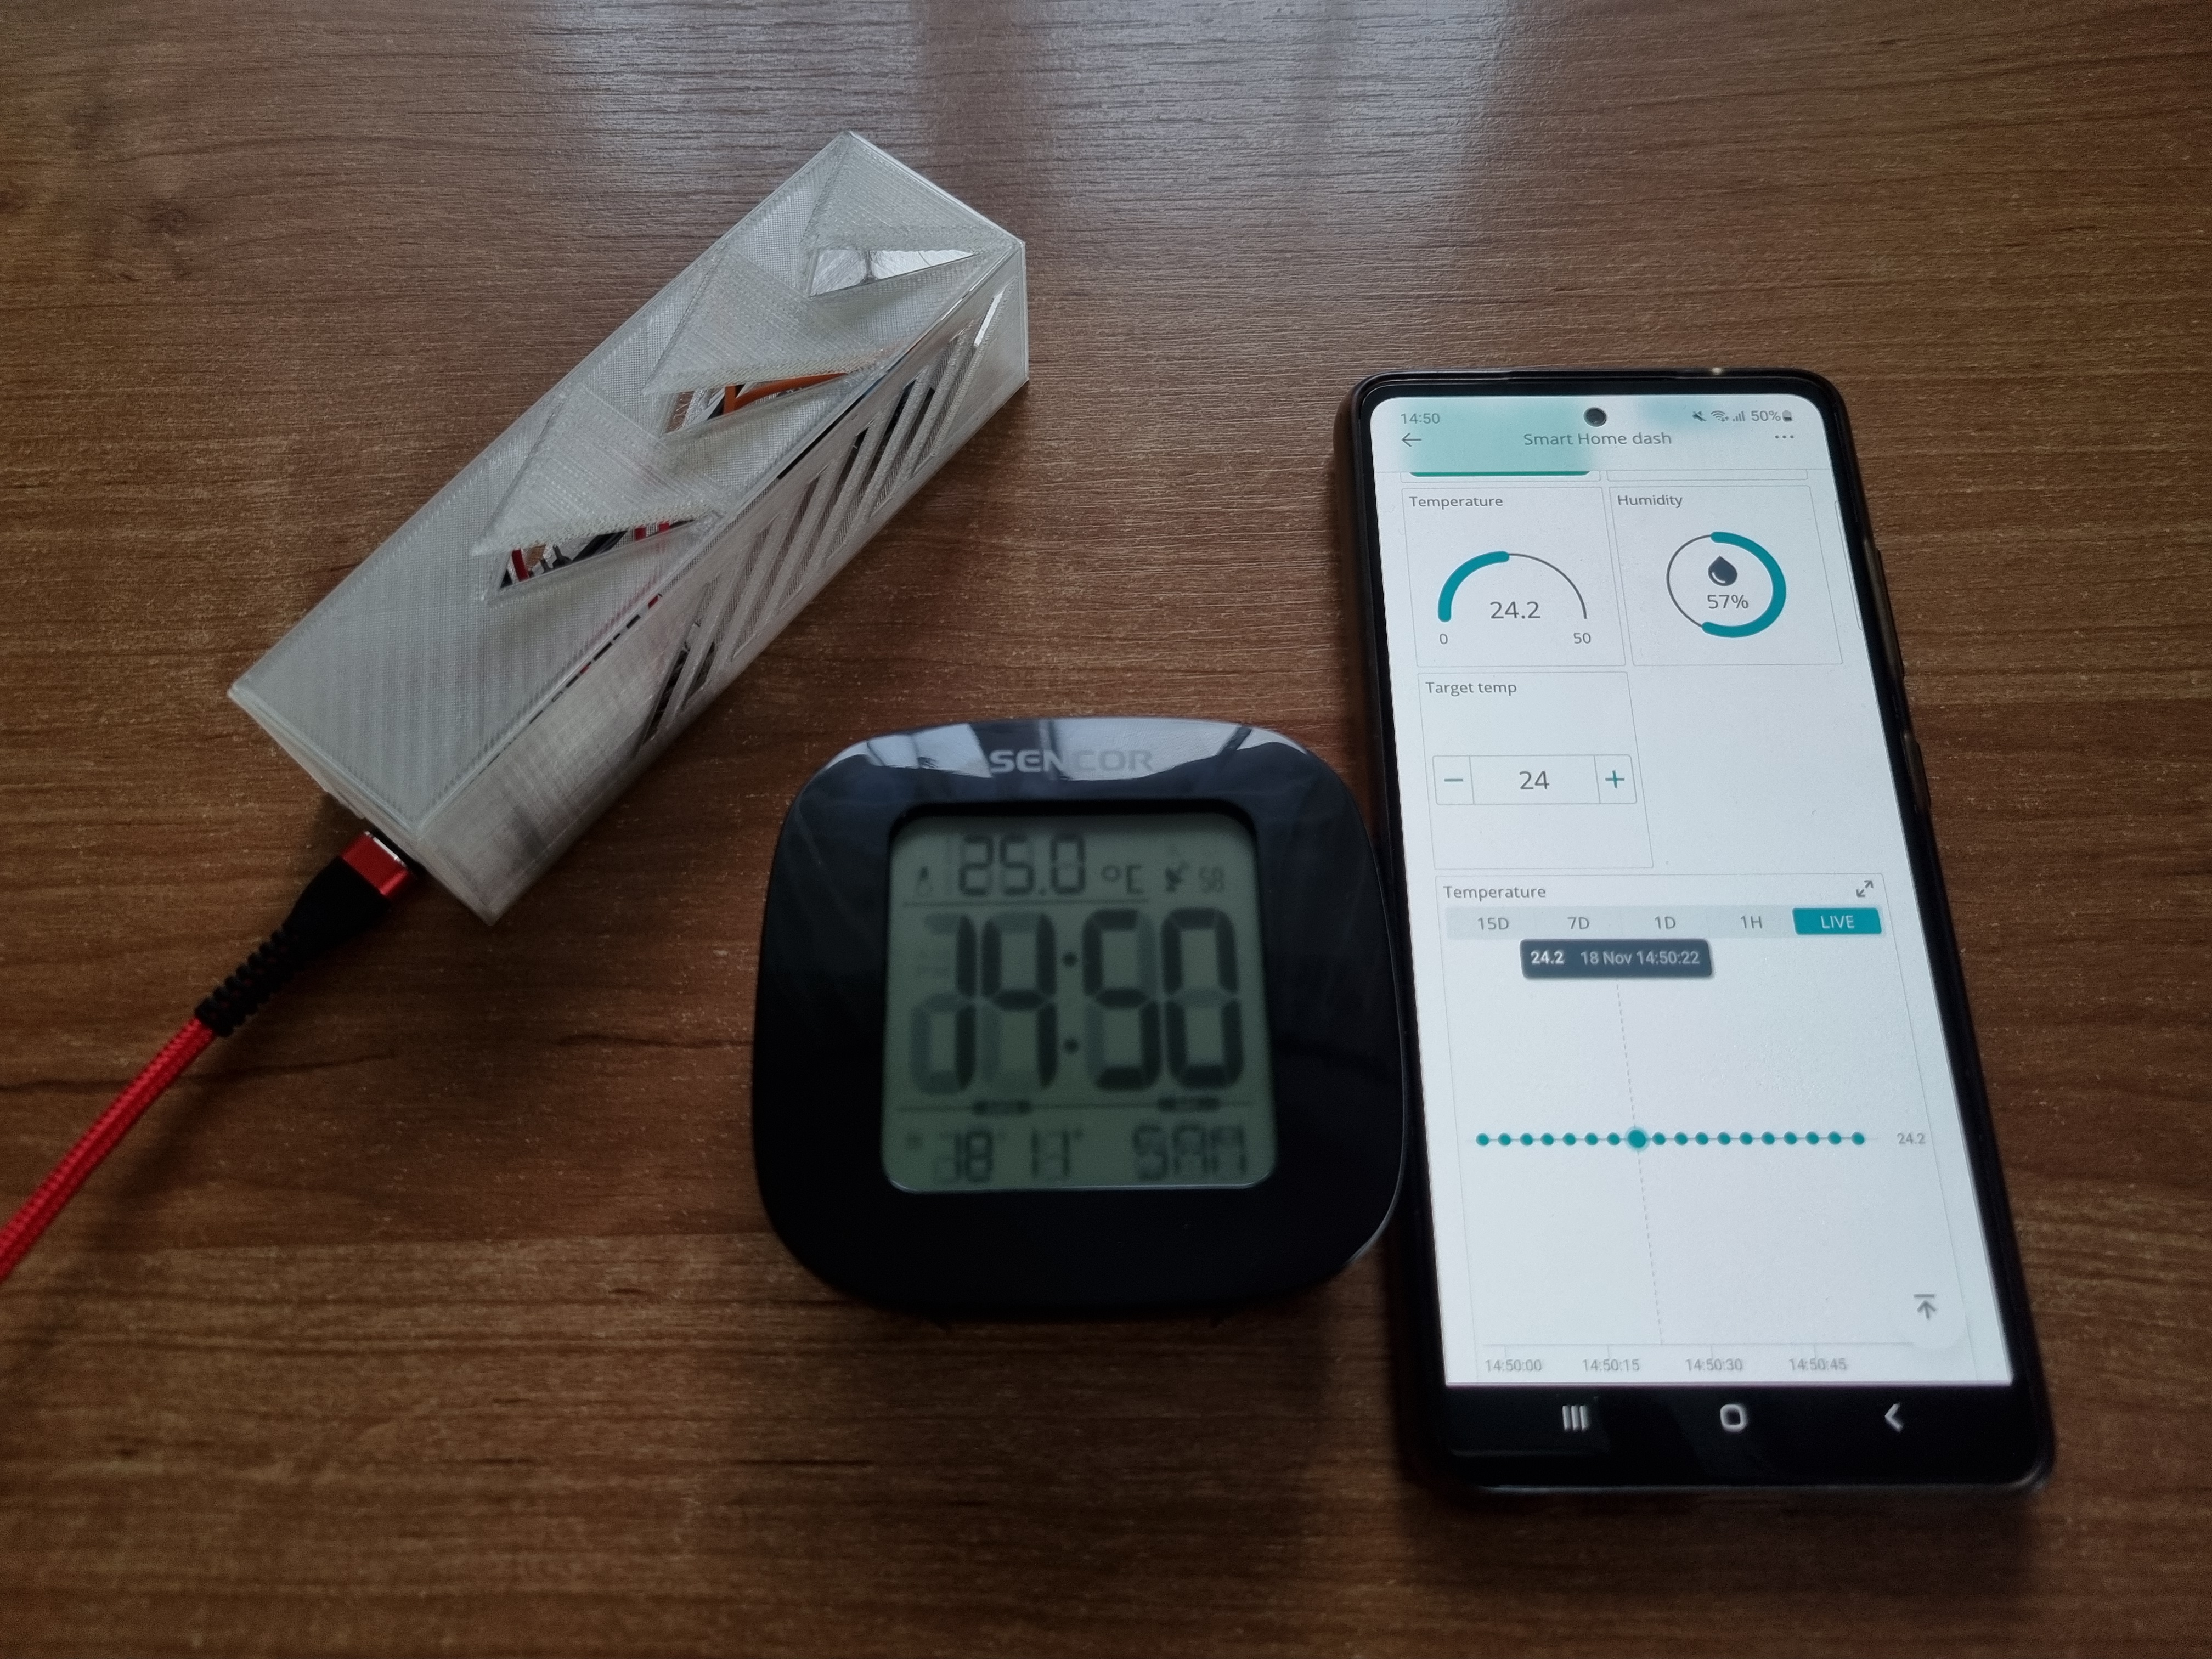 SENCOR
25.0 °C 58
14:50
18 11 SAM
14:50 50%
Smart Home dash
Temperature
24.2
0 50
Humidity
57%
Target temp
− 24 +
Temperature
15D 7D 1D 1H LIVE
24.2 18 Nov 14:50:22
24.2
14:50:00 14:50:15 14:50:30 14:50:45